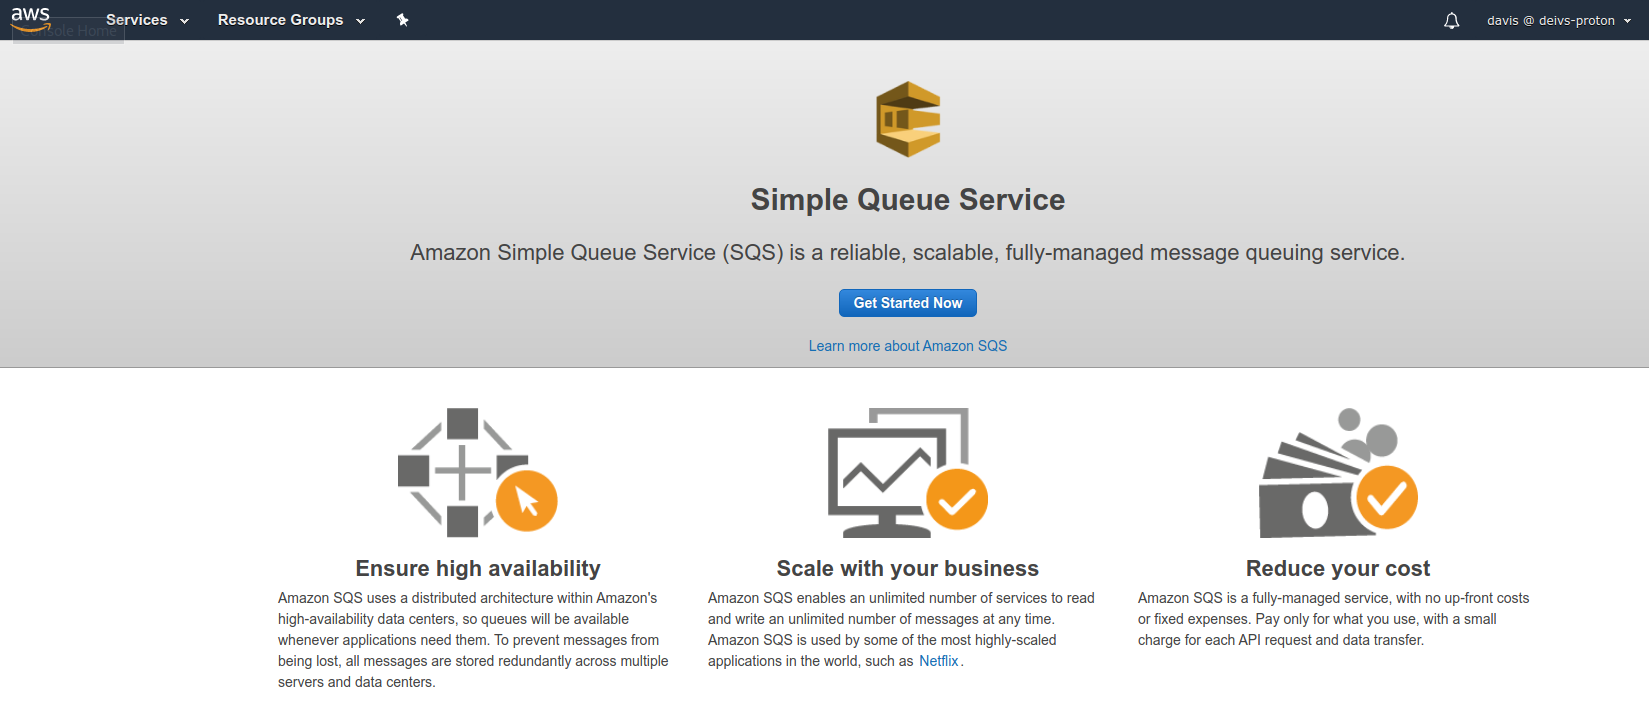 aws
Services
Resource Groups
davis @ deivs-proton
Console Home
Simple Queue Service
Amazon Simple Queue Service (SQS) is a reliable, scalable, fully-managed message queuing service.
Get Started Now
Learn more about Amazon SQS
Ensure high availability
Amazon SQS uses a distributed architecture within Amazon's
high-availability data centers, so queues will be available
whenever applications need them. To prevent messages from
being lost, all messages are stored redundantly across multiple
servers and data centers.
Scale with your business
Amazon SQS enables an unlimited number of services to read
and write an unlimited number of messages at any time.
Amazon SQS is used by some of the most highly-scaled
applications in the world, such as Netflix.
Reduce your cost
Amazon SQS is a fully-managed service, with no up-front costs
or fixed expenses. Pay only for what you use, with a small
charge for each API request and data transfer.